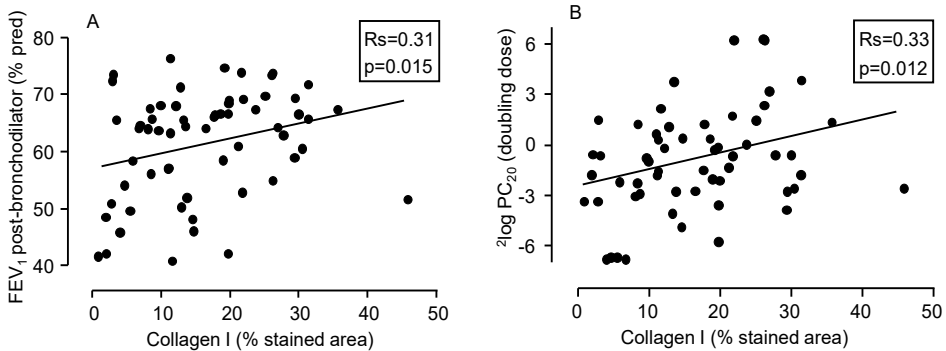 A
FEV₁ post-bronchodilator (% pred)
80
70
60
50
40
Rs=0.31
p=0.015
0 10 20 30 40 50
Collagen I (% stained area)
B
²log PC₂₀ (doubling dose)
6
3
0
-3
-6
Rs=0.33
p=0.012
0 10 20 30 40 50
Collagen I (% stained area)